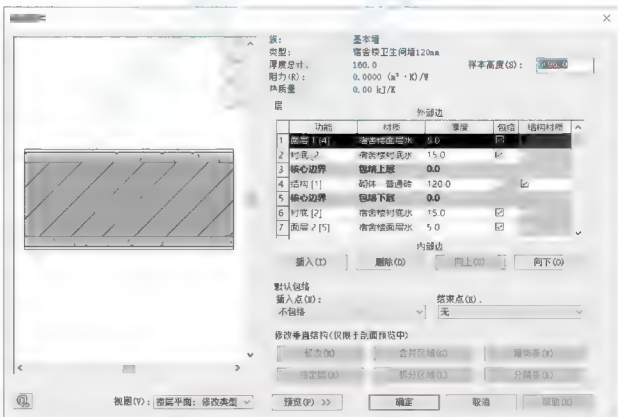 族： 基本墙
类型： 宿舍楼卫生间墙120mm
厚度总计： 160.0 样本高度(S)：
阻力(R)： 0.0000 (m²·K)/W
热质量 0.00 kJ/K
层
外部边
功能 材质 厚度 包络 结构材质
1 面层 1 [4] 宿舍楼面层水 5.0
2 衬底 [2] 宿舍楼衬底水 15.0
3 核心边界 包络上层 0.0
4 结构 [1] 砌体 - 普通砖 120.0
5 核心边界 包络下层 0.0
6 衬底 [2] 宿舍楼衬底水 15.0
7 面层 2 [5] 宿舍楼面层水 5.0
内部边
插入(I) 删除(D) 向上(U) 向下(O)
默认包络
插入点(N)： 结束点(E)：
不包络 无
修改垂直结构(仅限于剖面预览中)
修改(M) 合并区域(G) 墙饰条(W)
指定层(A) 拆分区域(L) 分隔条(R)
视图(V)： 楼层平面: 修改类型 预览(P) >> 确定 取消 帮助(H)